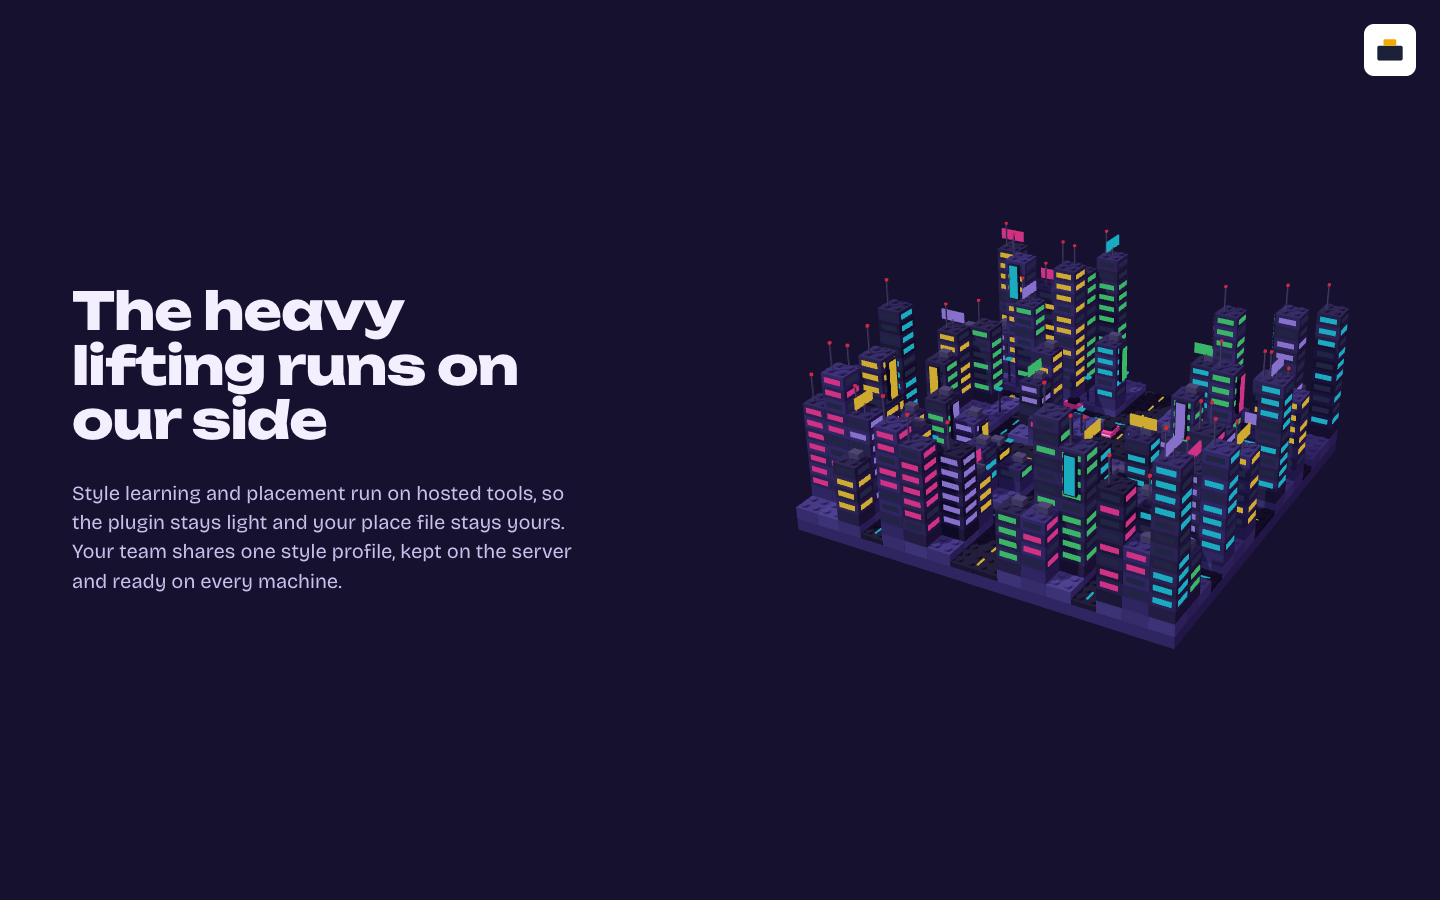 The heavy
lifting runs on
our side
Style learning and placement run on hosted tools, so
the plugin stays light and your place file stays yours.
Your team shares one style profile, kept on the server
and ready on every machine.